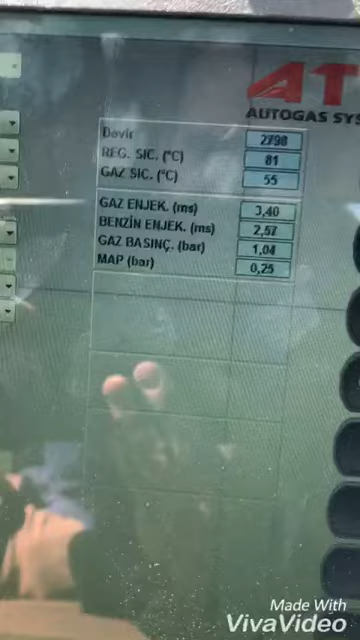 AT
AUTOGAS SYS
Devir 2798
REG. SIC. (°C) 81
GAZ SIC. (°C) 55
GAZ ENJEK. (ms) 3,40
BENZİN ENJEK. (ms) 2,57
GAZ BASINÇ. (bar) 1,04
MAP (bar) 0,25
Made With
VivaVideo